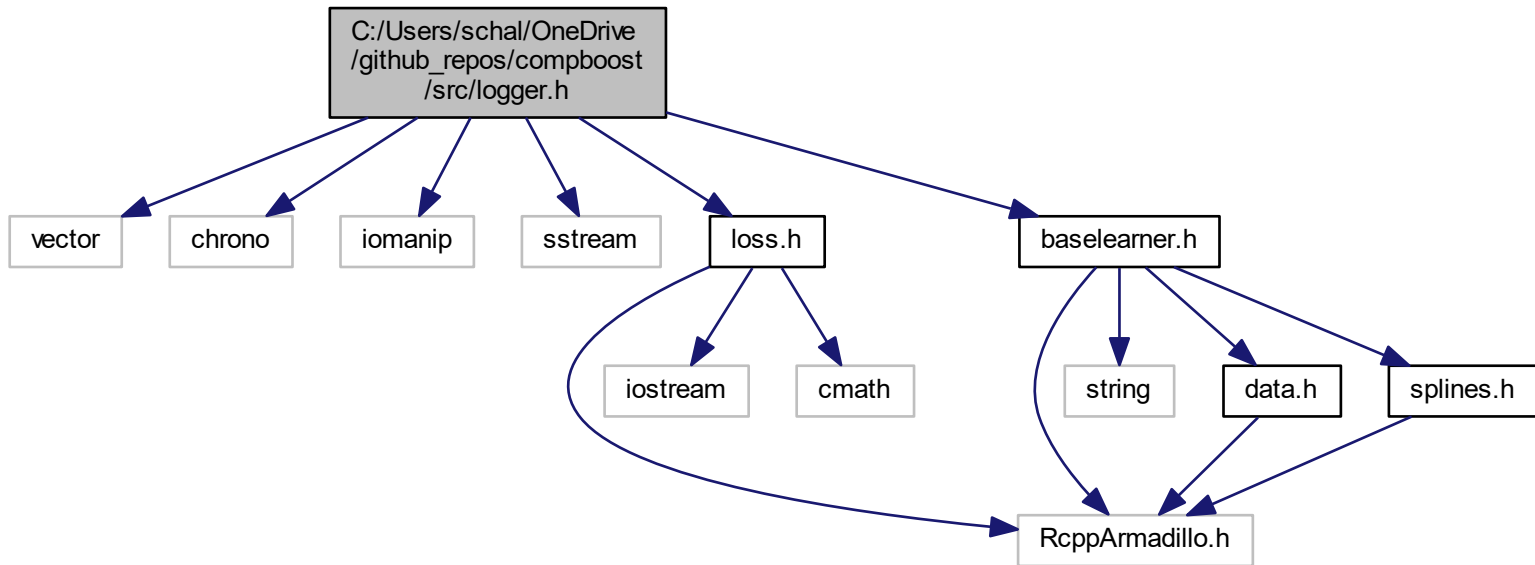 C:/Users/schal/OneDrive
/github_repos/compboost
/src/logger.h
vector
chrono
iomanip
sstream
loss.h
baselearner.h
iostream
cmath
string
data.h
splines.h
RcppArmadillo.h